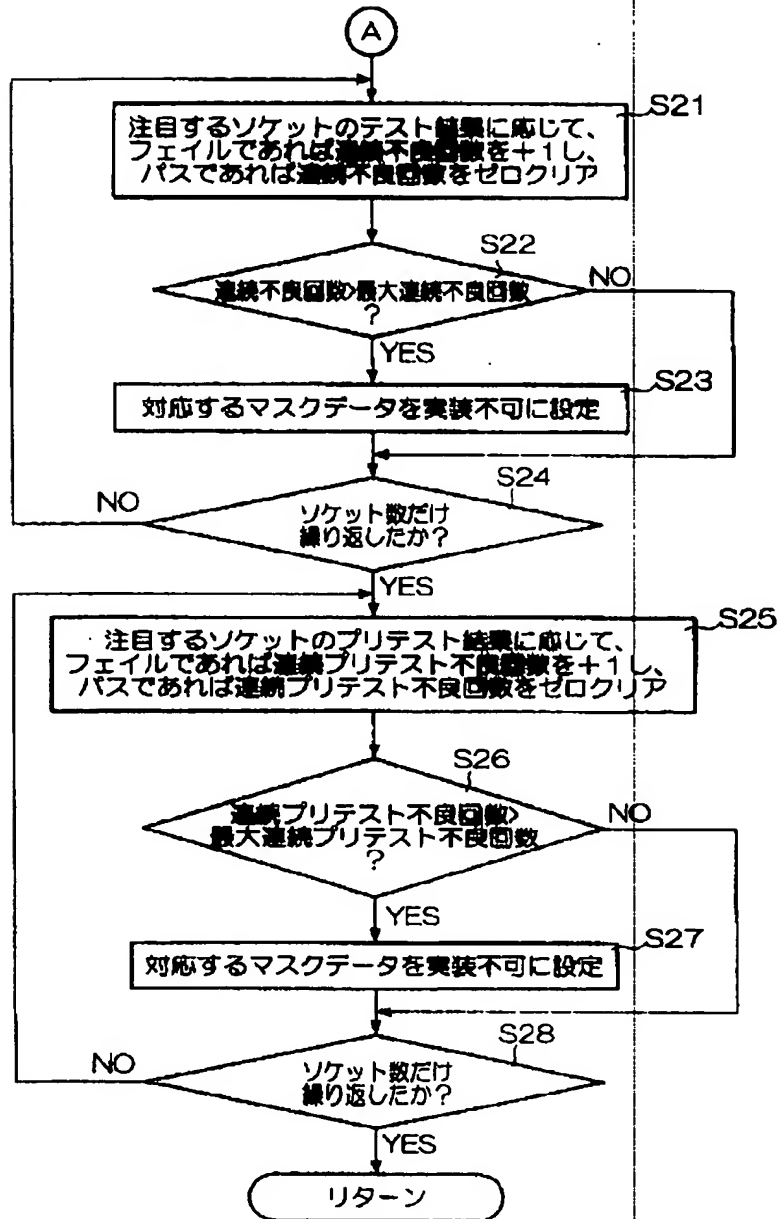 A
S21
注目するソケットのテスト結果に応じて、
フェイルであれば連続不良回数を+1し、
パスであれば連続不良回数をゼロクリア
S22
連続不良回数>最大連続不良回数
?
NO
YES
S23
対応するマスクデータを実装不可に設定
S24
NO
ソケット数だけ
繰り返したか?
YES
S25
注目するソケットのプリテスト結果に応じて、
フェイルであれば連続プリテスト不良回数を+1し、
パスであれば連続プリテスト不良回数をゼロクリア
S26
連続プリテスト不良回数>
最大連続プリテスト不良回数
?
NO
YES
S27
対応するマスクデータを実装不可に設定
S28
NO
ソケット数だけ
繰り返したか?
YES
リターン